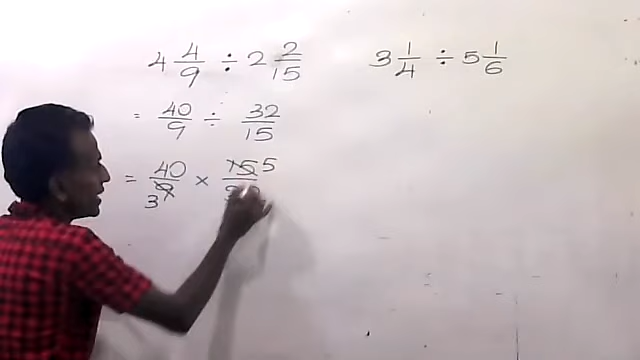 4 4/9 ÷ 2 2/15
= 40/9 ÷ 32/15
= 40/9 3 × 15 5
3 1/4 ÷ 5 1/6